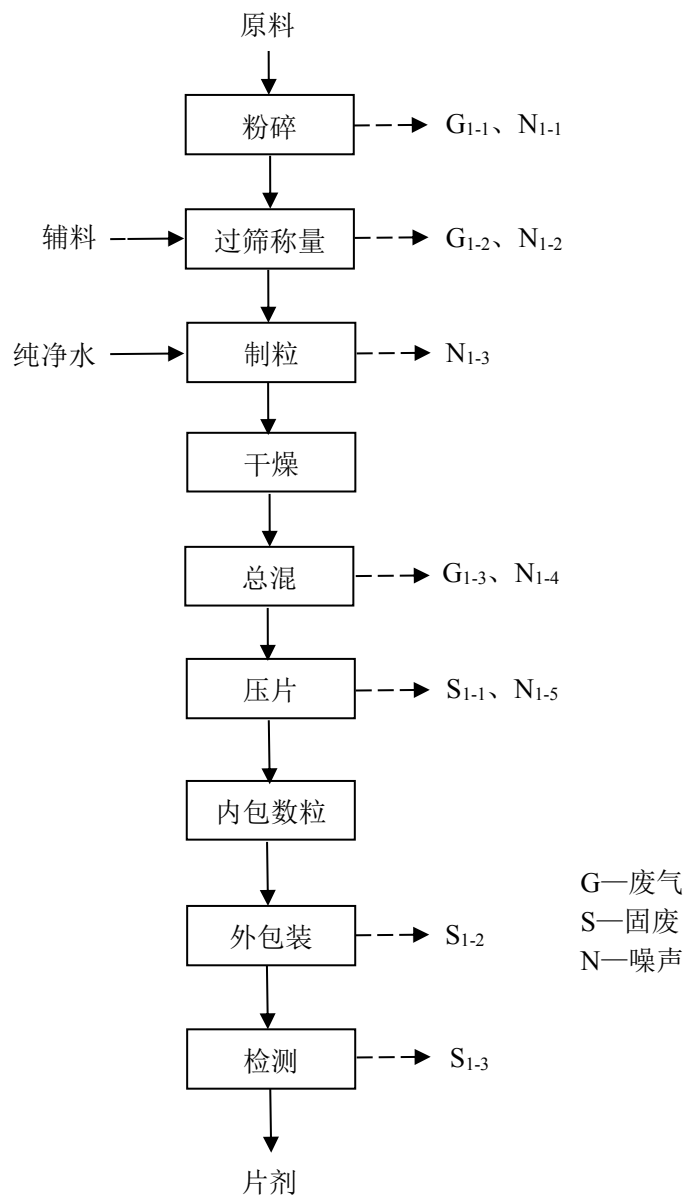 原料
粉碎
G1-1、N1-1
辅料
过筛称量
G1-2、N1-2
纯净水
制粒
N1-3
干燥
总混
G1-3、N1-4
压片
S1-1、N1-5
内包数粒
外包装
S1-2
G—废气
S—固废
N—噪声
检测
S1-3
片剂